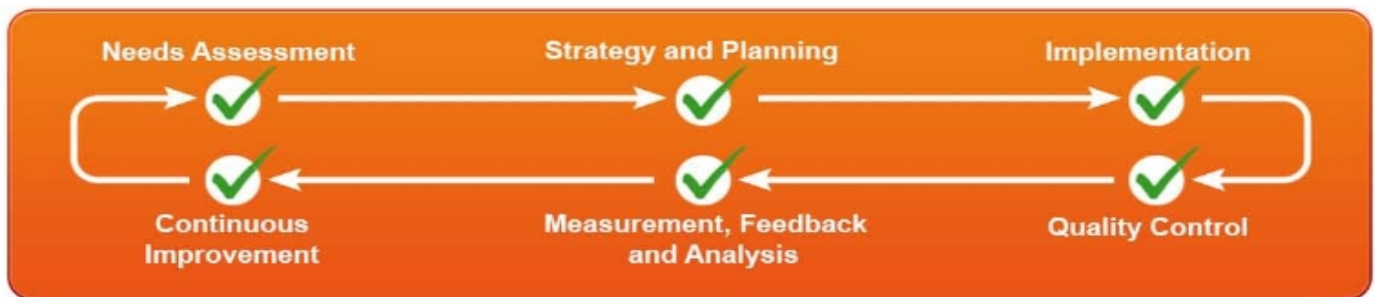 Needs Assessment
Strategy and Planning
Implementation
Continuous
Improvement
Measurement, Feedback
and Analysis
Quality Control